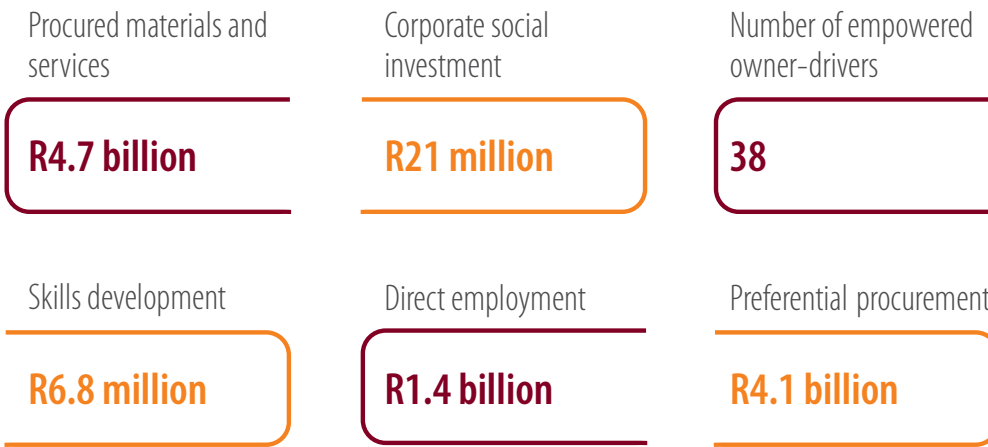 Procured materials and
services
R4.7 billion
Corporate social
investment
R21 million
Number of empowered
owner-drivers
38
Skills development
R6.8 million
Direct employment
R1.4 billion
Preferential procurement
R4.1 billion